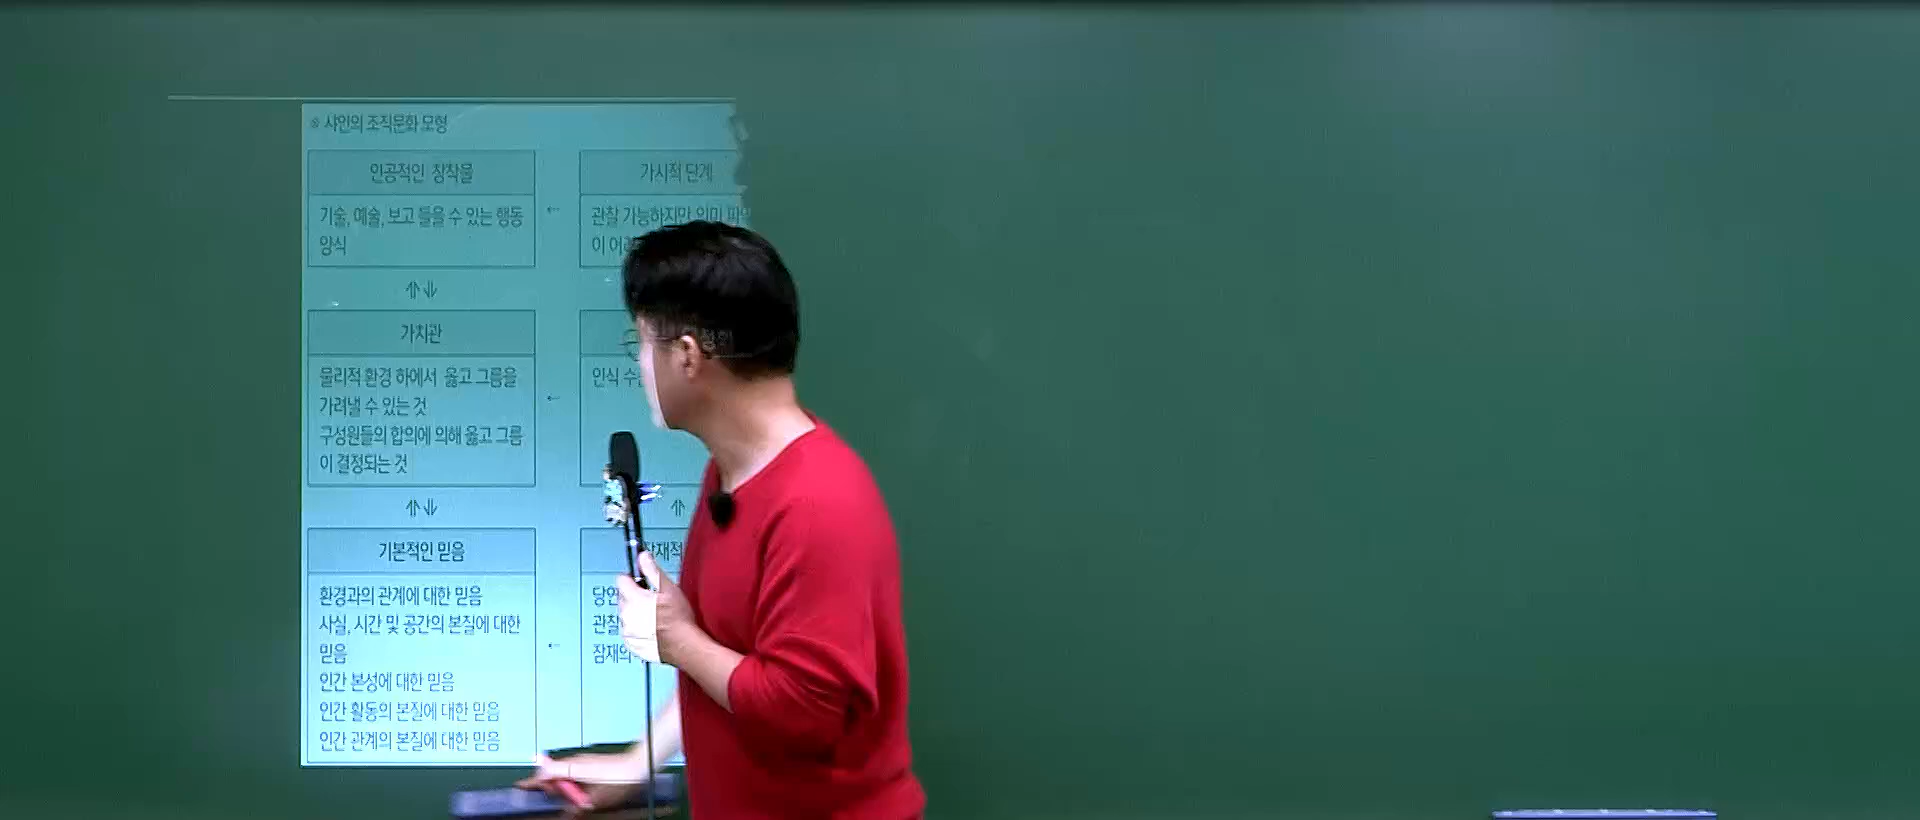 ※ 샤인의 조직문화 모형
인공적인 창작물
기술, 예술, 보고 들을 수 있는 행동
양식
←
가시적 단계
관찰 가능하지만 의미 파악
이 어려
⇑⇓
가치관
물리적 환경 하에서 옳고 그름을
가려낼 수 있는 것
구성원들의 합의에 의해 옳고 그름
이 결정되는 것
←
인식 수준
⇑⇓
⇑
기본적인 믿음
환경과의 관계에 대한 믿음
사실, 시간 및 공간의 본질에 대한
믿음
인간 본성에 대한 믿음
인간 활동의 본질에 대한 믿음
인간 관계의 본질에 대한 믿음
←
잠재적
당연
관찰
잠재의